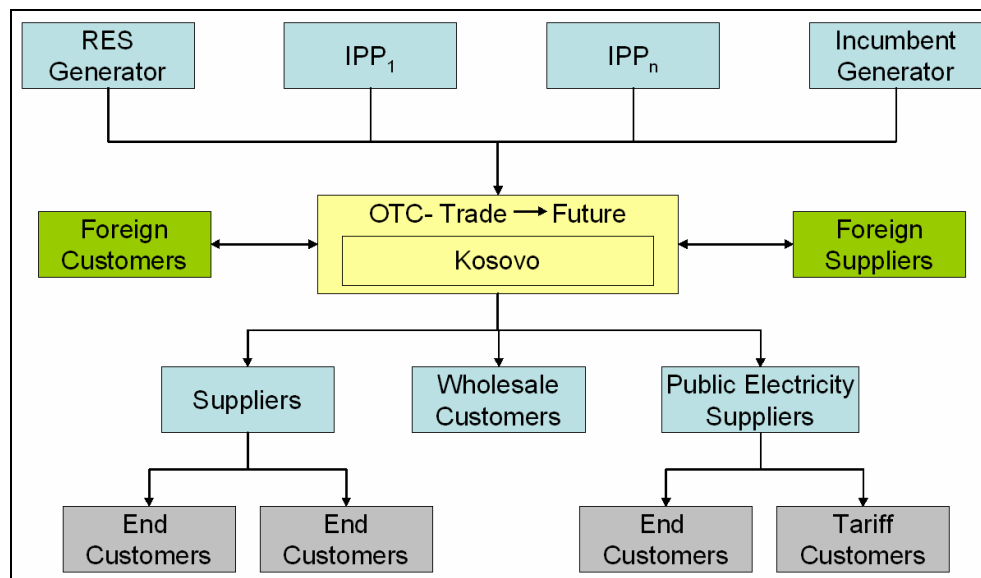 RES
Generator
IPP1
IPPn
Incumbent
Generator
OTC- Trade → Future
Kosovo
Foreign
Customers
Foreign
Suppliers
Suppliers
Wholesale
Customers
Public Electricity
Suppliers
End
Customers
End
Customers
End
Customers
Tariff
Customers